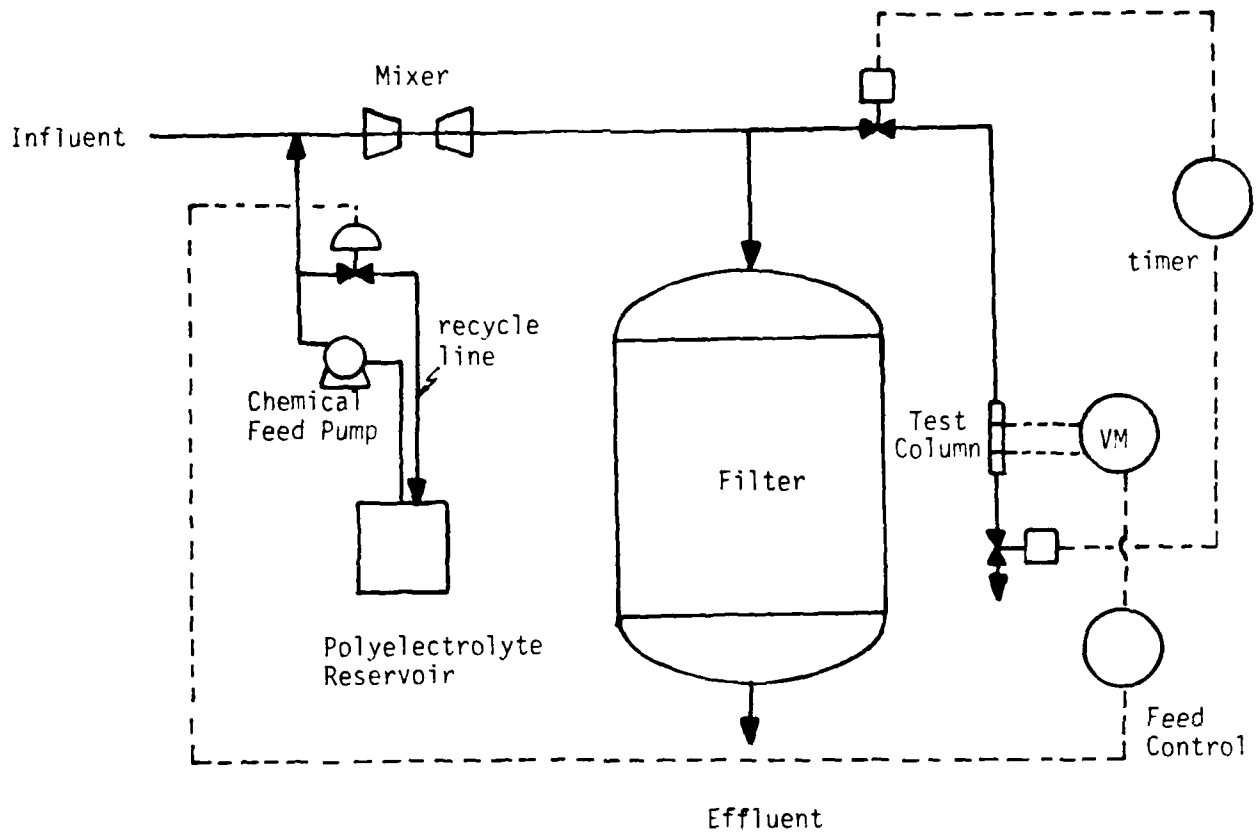 Mixer
Influent
timer
recycle
line
Chemical
Feed Pump
Test
Column
VM
Filter
Polyelectrolyte
Reservoir
Feed
Control
Effluent